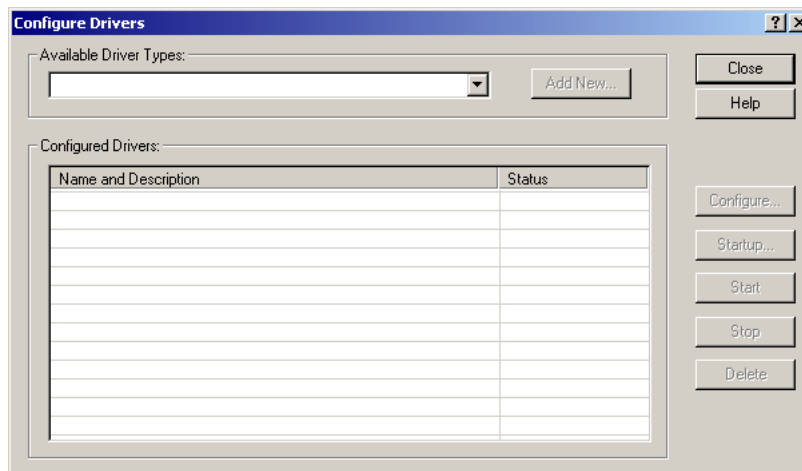 Configure Drivers
Available Driver Types:
Add New...
Close
Help
Configured Drivers:
Name and Description Status
Configure...
Startup...
Start
Stop
Delete